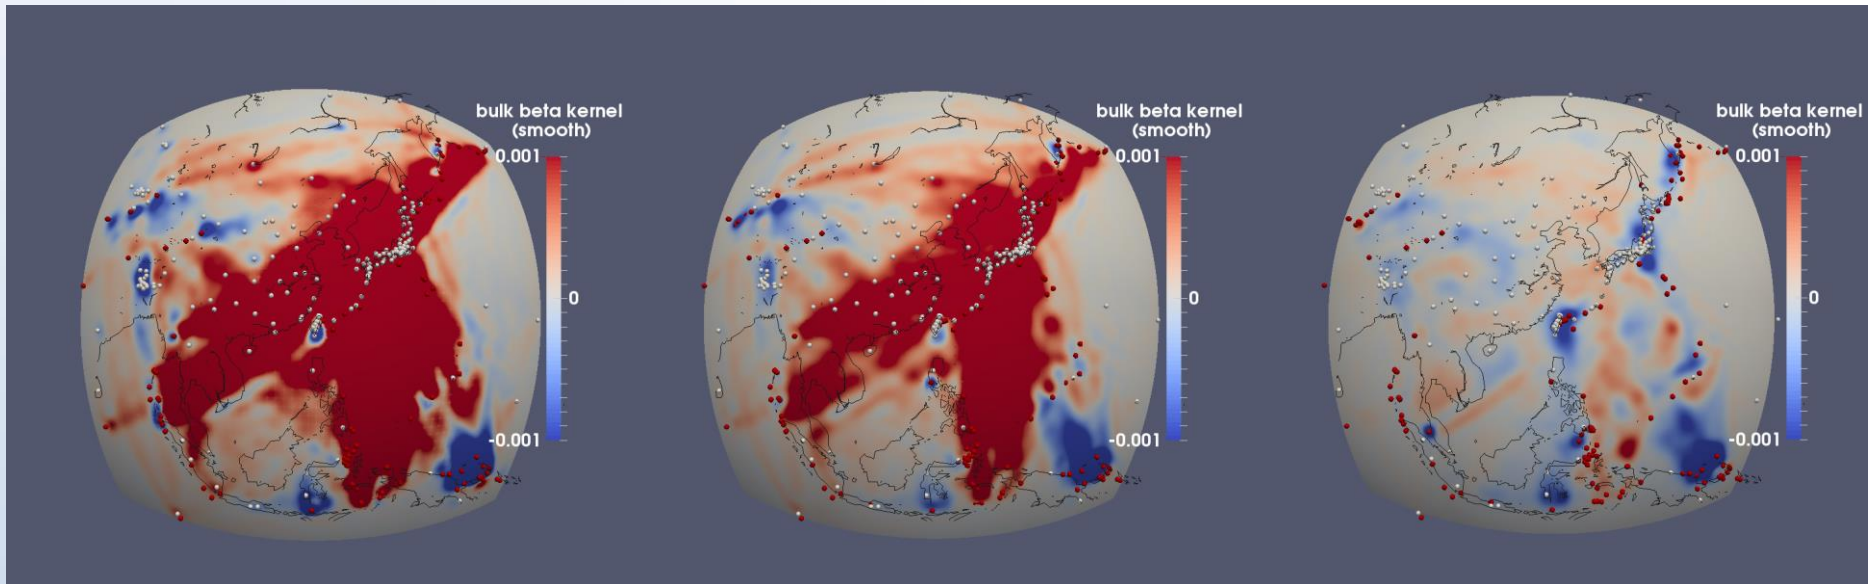 bulk beta kernel
(smooth)
0.001
0
-0.001
bulk beta kernel
(smooth)
0.001
0
-0.001
bulk beta kernel
(smooth)
0.001
0
-0.001